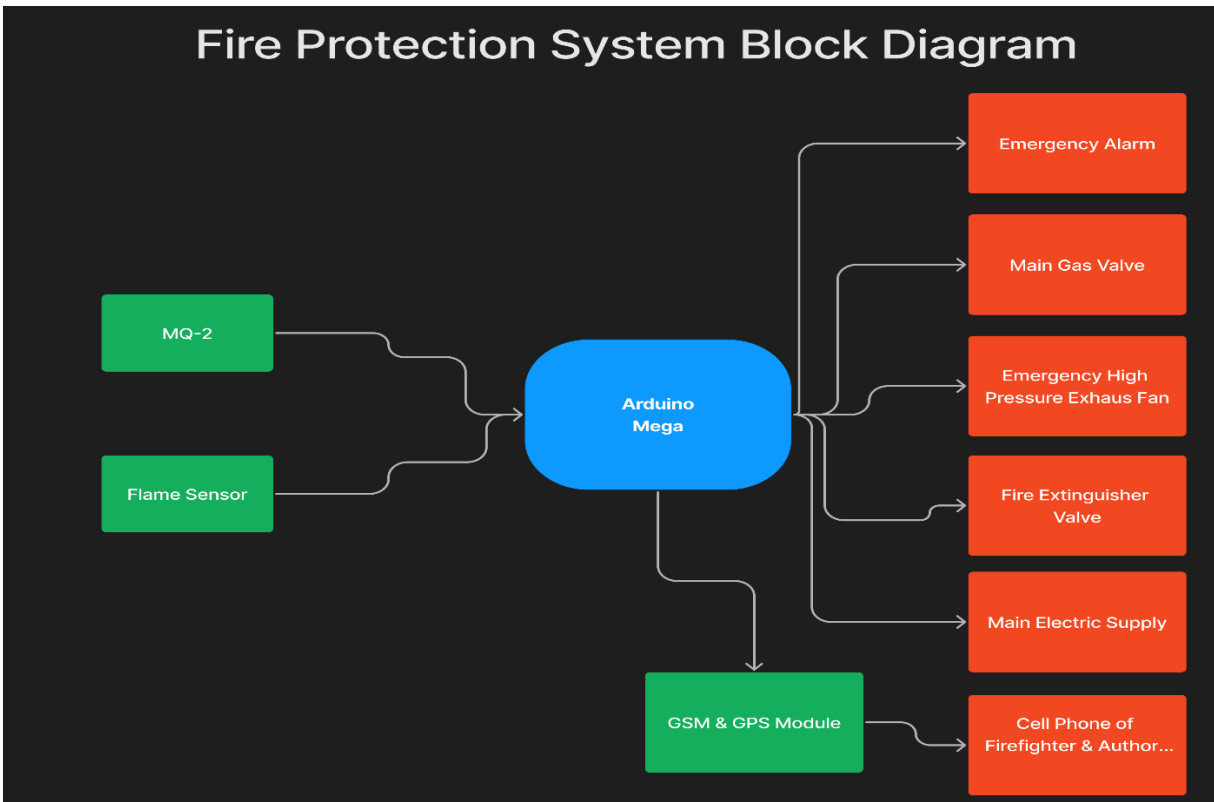 Fire Protection System Block Diagram
Emergency Alarm
Main Gas Valve
MQ-2
Emergency High
Pressure Exhaus Fan
Arduino
Mega
Flame Sensor
Fire Extinguisher
Valve
Main Electric Supply
GSM & GPS Module
Cell Phone of
Firefighter & Author...